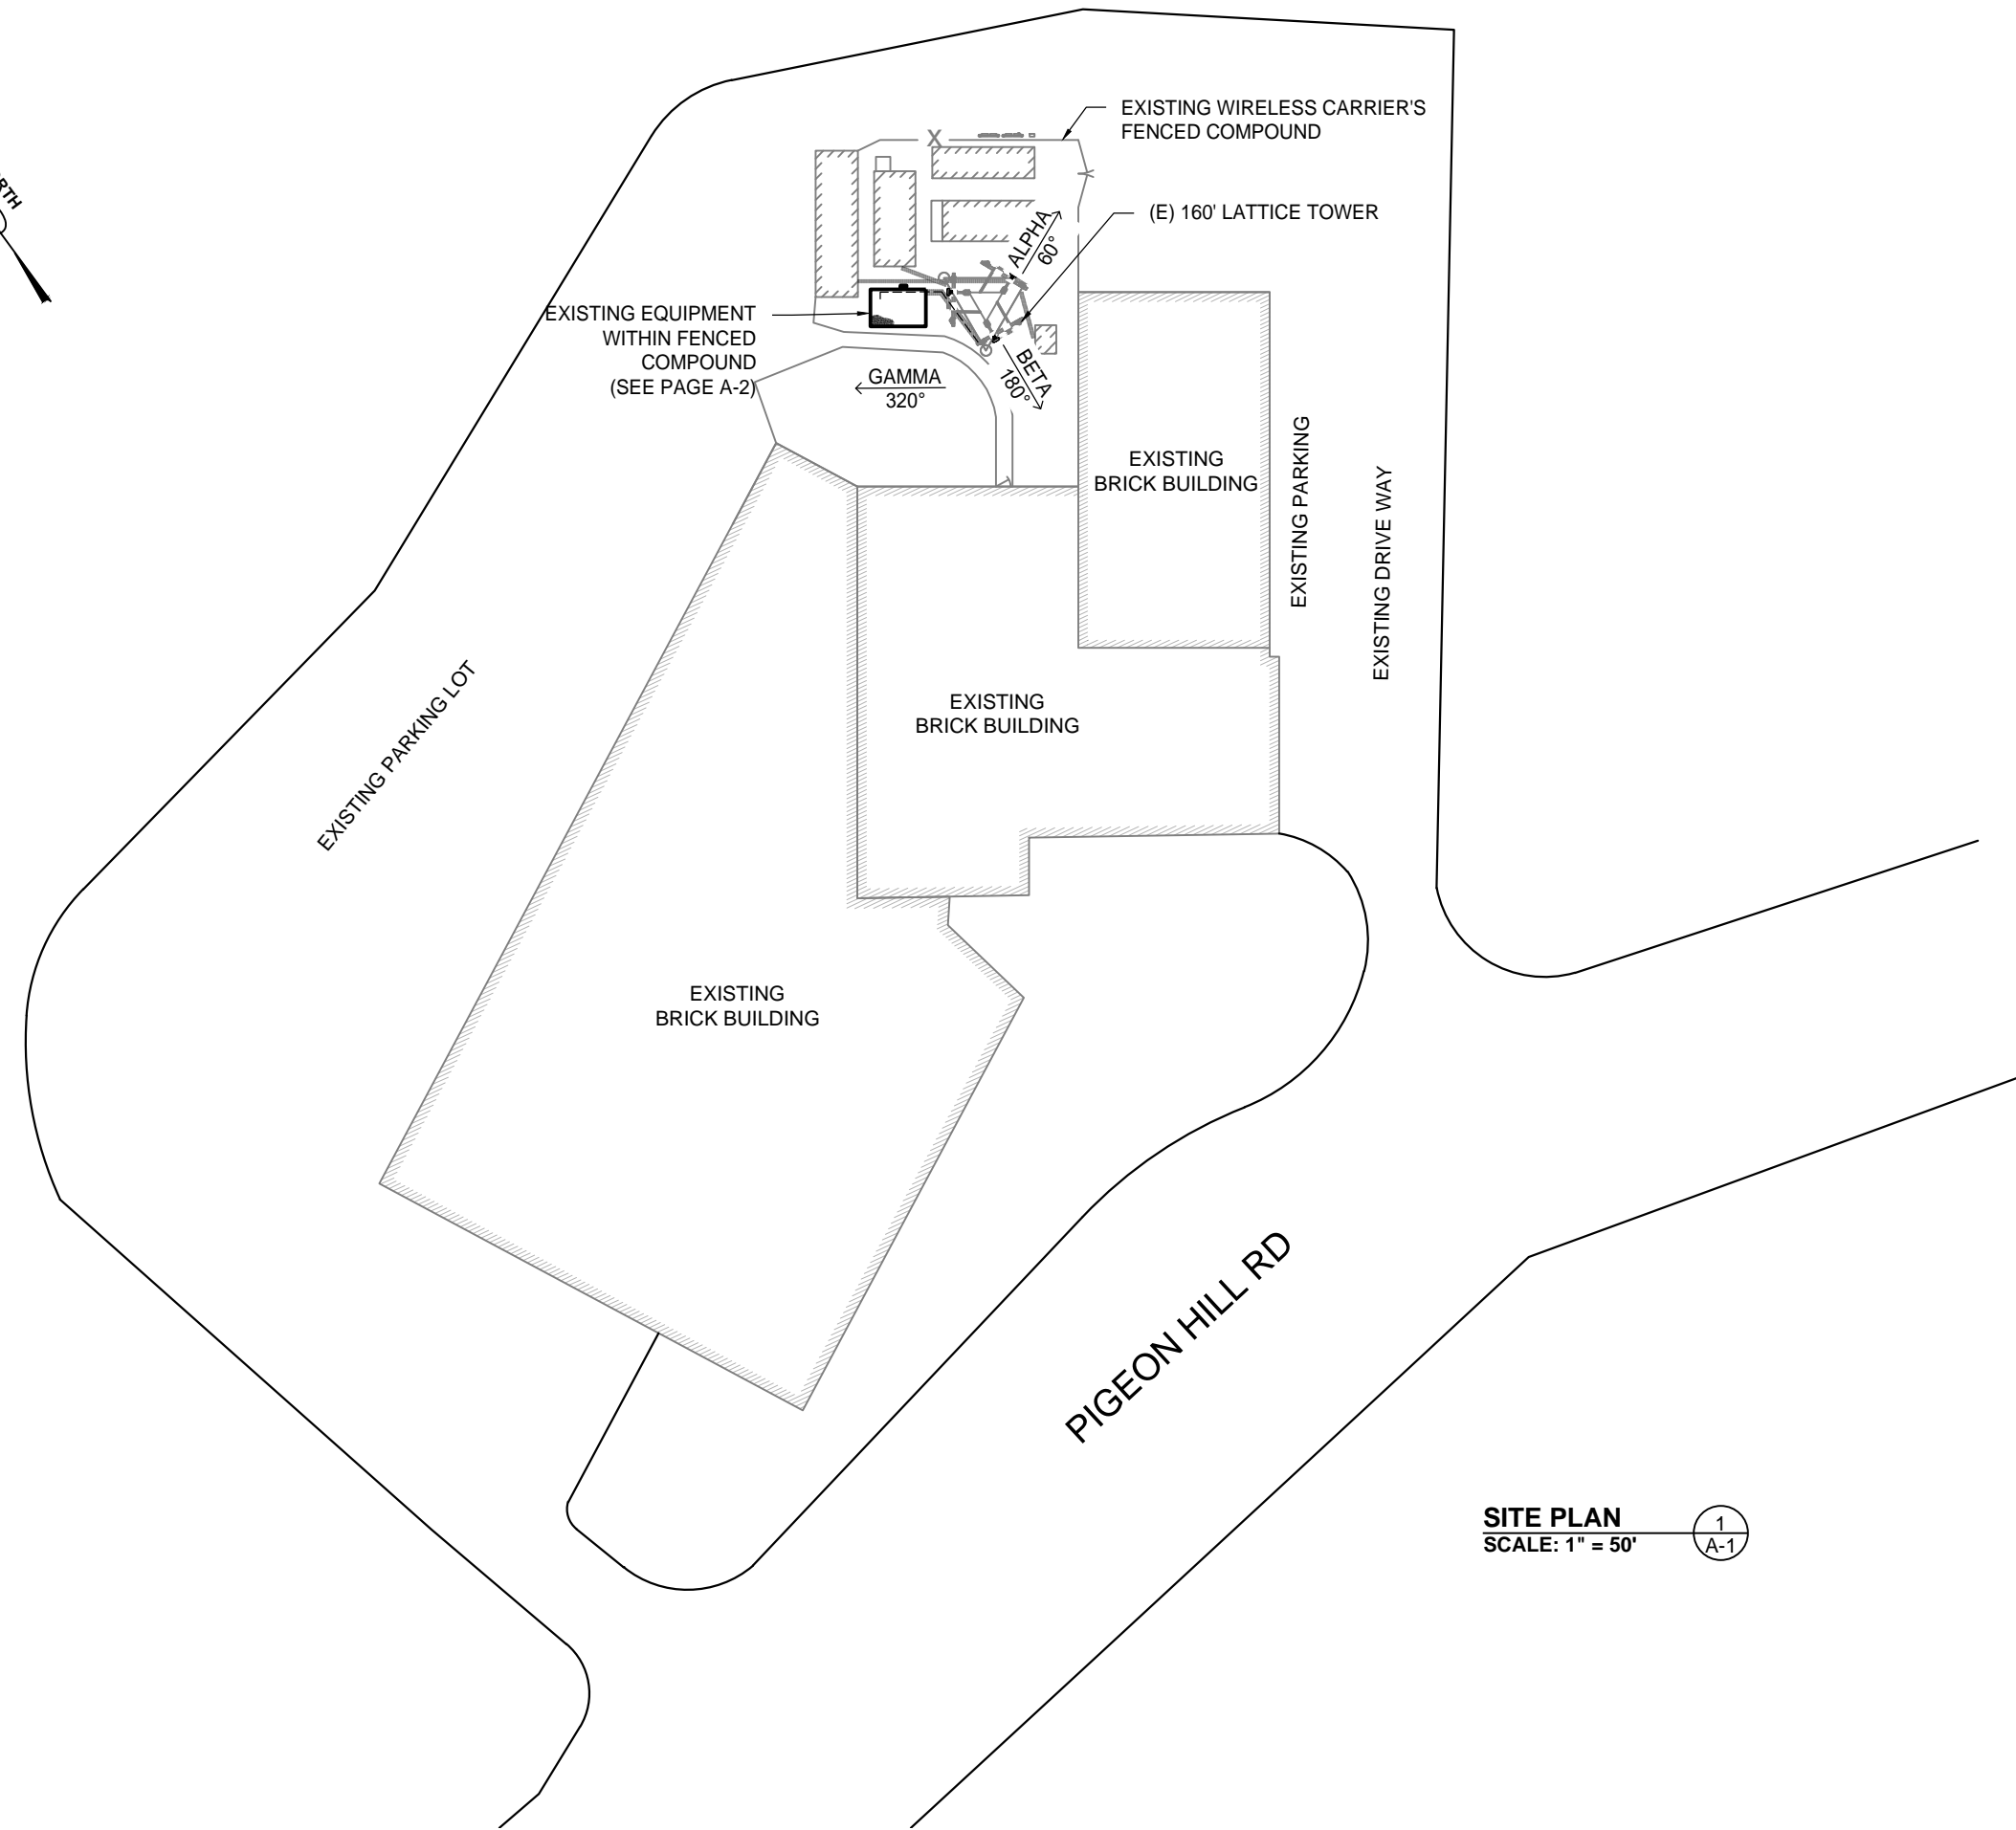 EXISTING WIRELESS CARRIER'S
FENCED COMPOUND
(E) 160' LATTICE TOWER
ALPHA
60°
EXISTING EQUIPMENT
WITHIN FENCED
COMPOUND
(SEE PAGE A-2)
GAMMA
320°
BETA
180°
EXISTING
BRICK BUILDING
EXISTING PARKING
EXISTING DRIVE WAY
EXISTING PARKING LOT
EXISTING
BRICK BUILDING
EXISTING
BRICK BUILDING
PIGEON HILL RD
SITE PLAN
SCALE: 1" = 50'
1
A-1